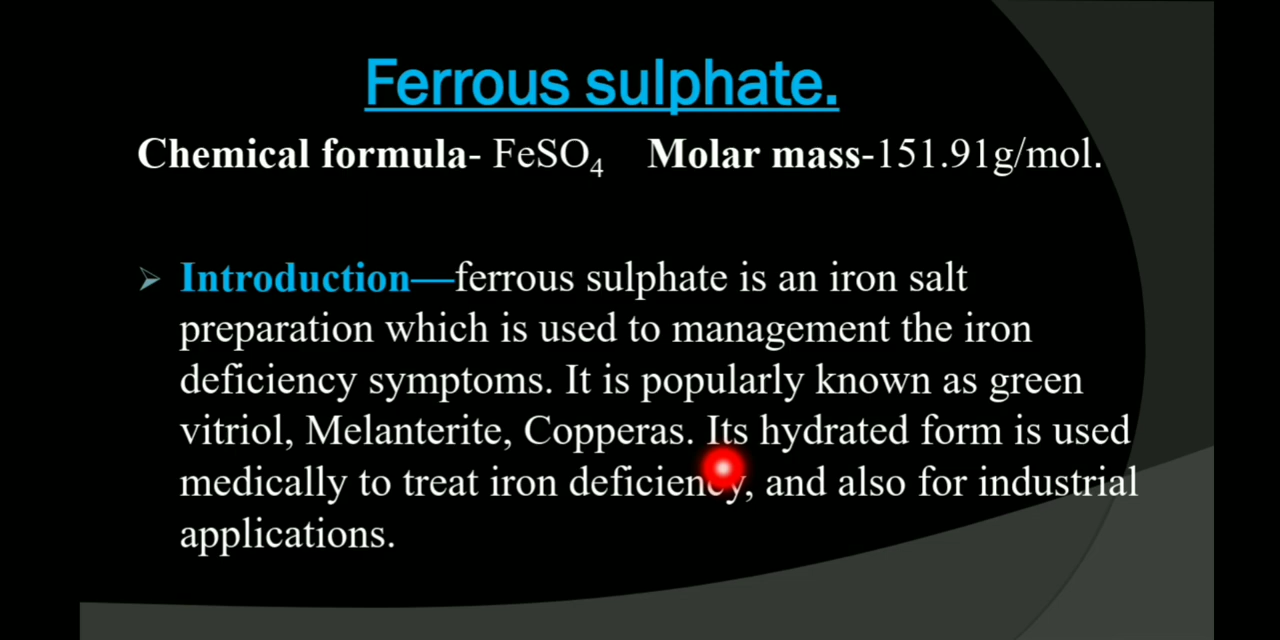 Ferrous sulphate.
Chemical formula- FeSO₄ Molar mass-151.91g/mol.
Introduction—ferrous sulphate is an iron salt
preparation which is used to management the iron
deficiency symptoms. It is popularly known as green
vitriol, Melanterite, Copperas. Its hydrated form is used
medically to treat iron deficiency, and also for industrial
applications.